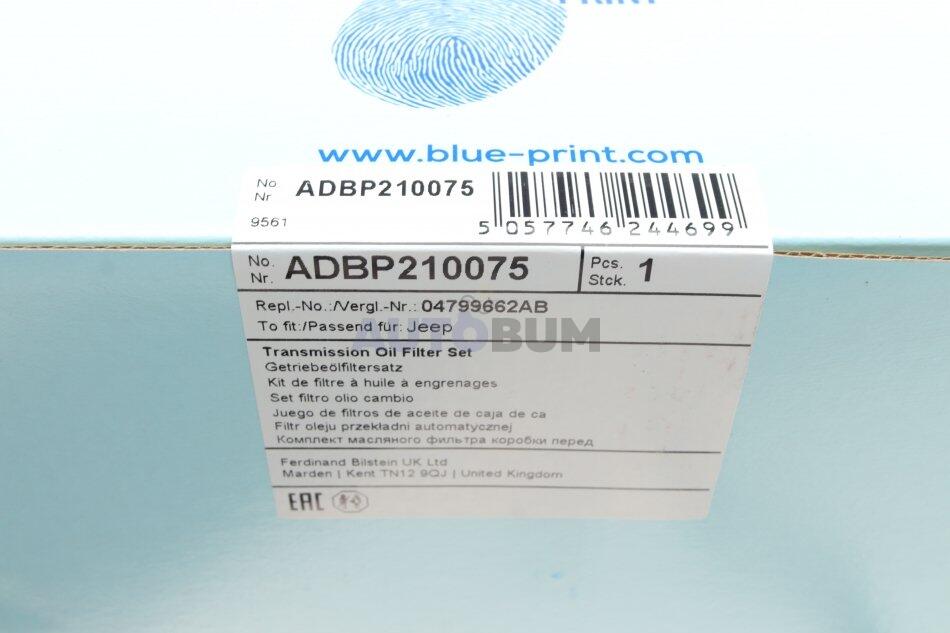 PRINT
www.blue-print.com
No
Nr
ADBP210075
9561
5 057746 244699
No.
Nr.
ADBP210075
Pcs.
Stck.
1
Repl.-No.:/Vergl.-Nr.: 04799662AB
To fit:/Passend für: Jeep
AUTOBUM
Transmission Oil Filter Set
Getriebeölfiltersatz
Kit de filtre à huile à engrenages
Set filtro olio cambio
Juego de filtros de aceite de caja de ca
Filtr oleju przekładni automatycznej
Комплект масляного фильтра коробки перед
Ferdinand Bilstein UK Ltd
Marden | Kent TN12 9QJ | United Kingdom
EAC